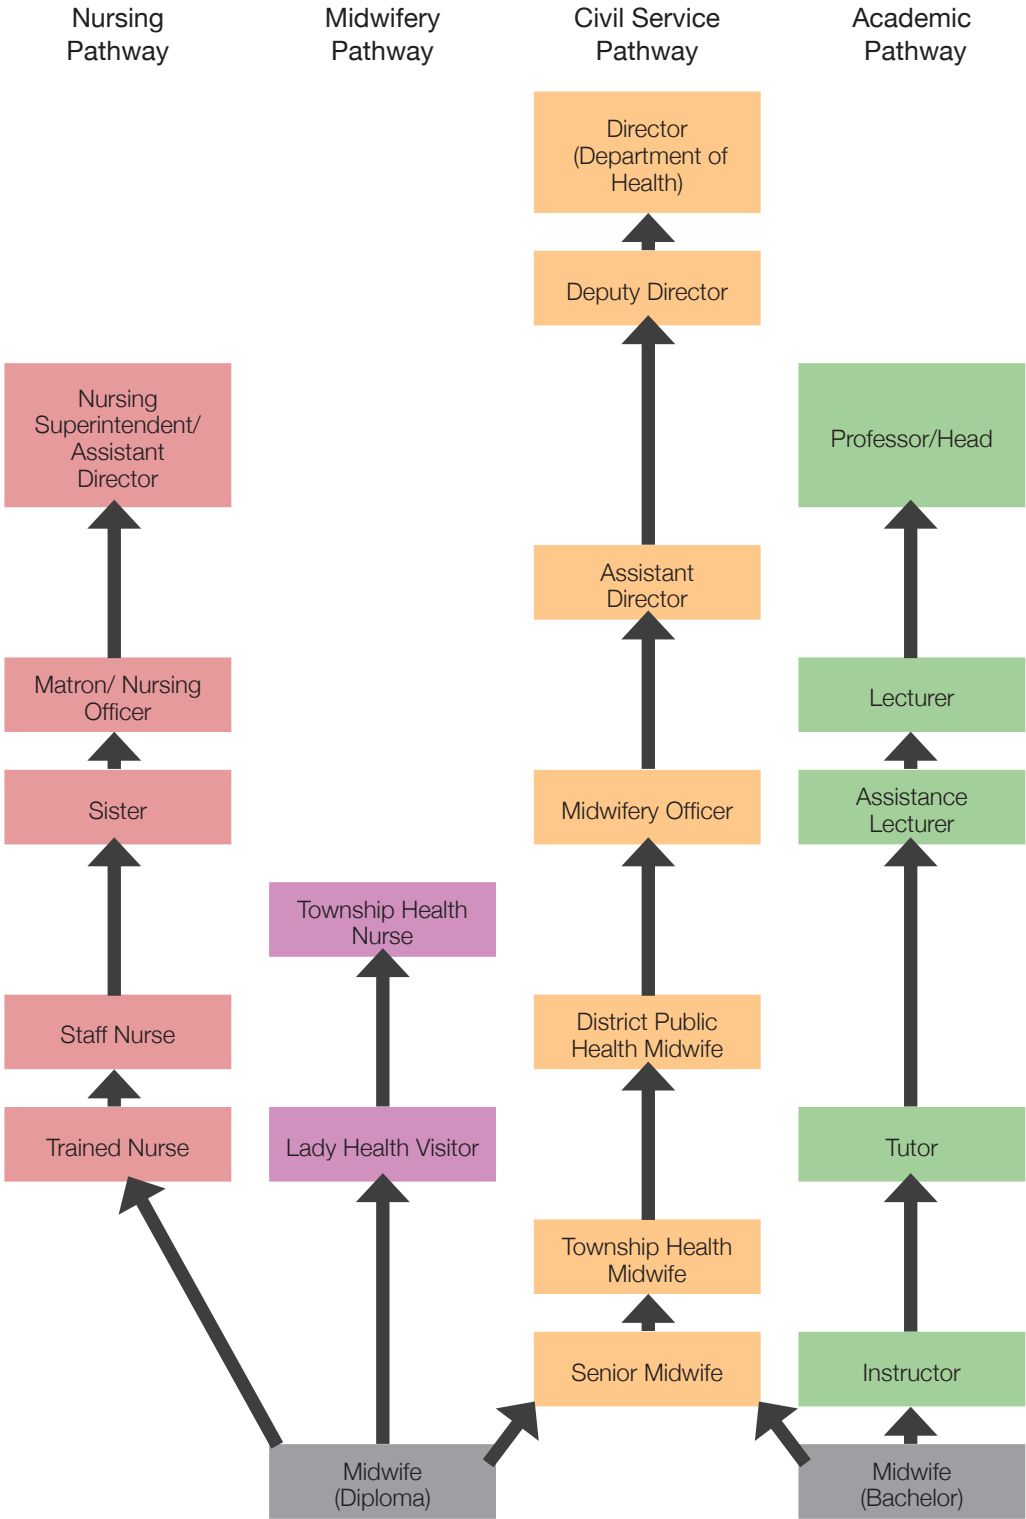 Nursing
Pathway
Midwifery
Pathway
Civil Service
Pathway
Academic
Pathway
Director
(Department of
Health)
Deputy Director
Nursing
Superintendent/
Assistant
Director
Professor/Head
Assistant
Director
Matron/ Nursing
Officer
Lecturer
Sister
Midwifery Officer
Assistance
Lecturer
Township Health
Nurse
Staff Nurse
District Public
Health Midwife
Trained Nurse
Lady Health Visitor
Tutor
Township Health
Midwife
Senior Midwife
Instructor
Midwife
(Diploma)
Midwife
(Bachelor)